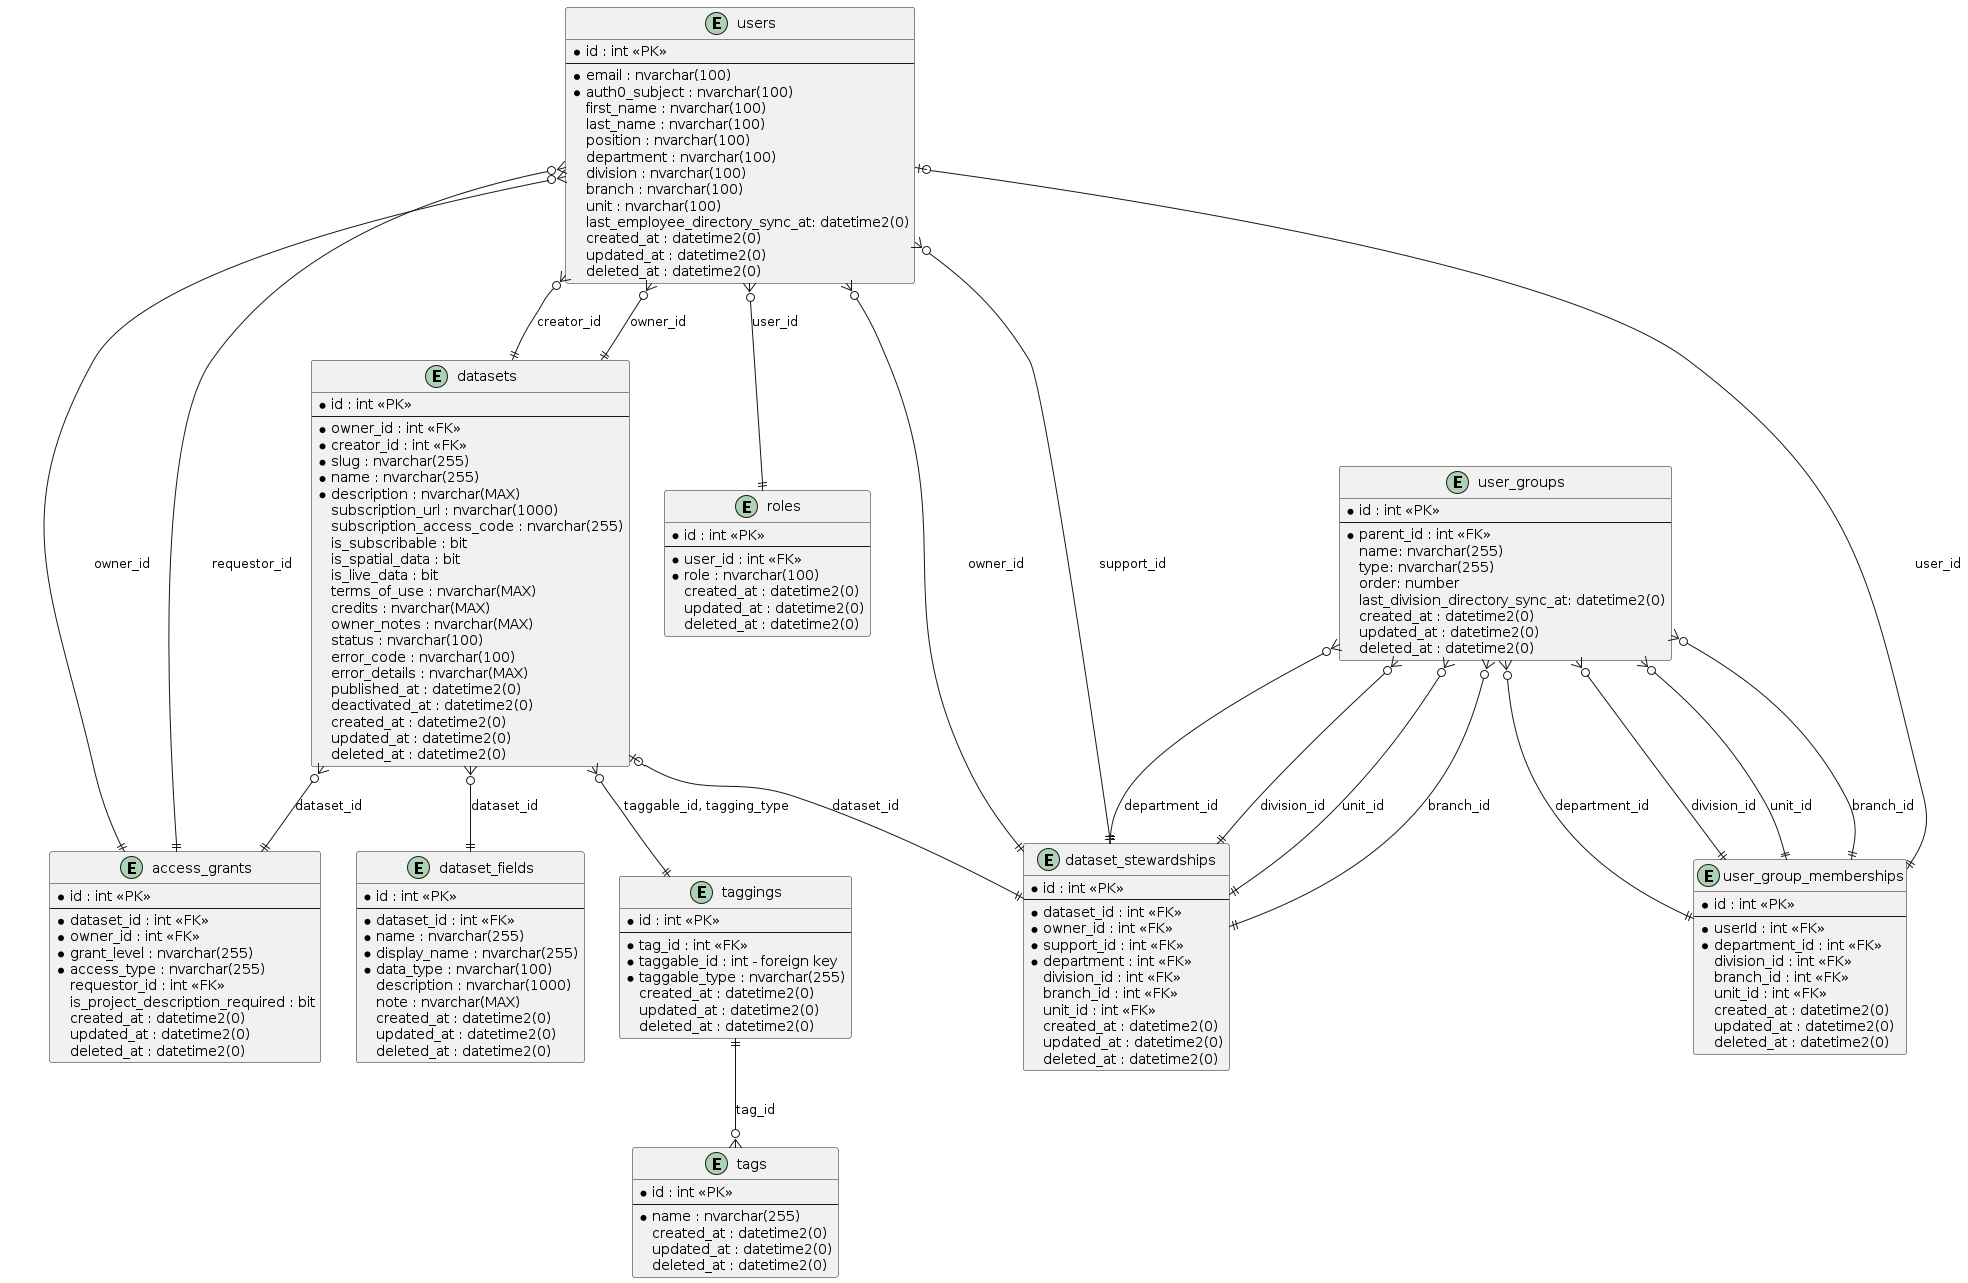 E users
id : int «PK»
email : nvarchar(100)
auth0_subject : nvarchar(100)
first_name : nvarchar(100)
last_name : nvarchar(100)
position : nvarchar(100)
department : nvarchar(100)
division : nvarchar(100)
branch : nvarchar(100)
unit : nvarchar(100)
last_employee_directory_sync_at: datetime2(0)
created_at : datetime2(0)
updated_at : datetime2(0)
deleted_at : datetime2(0)
creator_id
owner_id
user_id
E datasets
id : int «PK»
owner_id : int «FK»
creator_id : int «FK»
slug : nvarchar(255)
name : nvarchar(255)
description : nvarchar(MAX)
subscription_url : nvarchar(1000)
subscription_access_code : nvarchar(255)
is_subscribable : bit
is_spatial_data : bit
is_live_data : bit
terms_of_use : nvarchar(MAX)
credits : nvarchar(MAX)
owner_notes : nvarchar(MAX)
status : nvarchar(100)
error_code : nvarchar(100)
error_details : nvarchar(MAX)
published_at : datetime2(0)
deactivated_at : datetime2(0)
created_at : datetime2(0)
updated_at : datetime2(0)
deleted_at : datetime2(0)
E roles
id : int «PK»
user_id : int «FK»
role : nvarchar(100)
created_at : datetime2(0)
updated_at : datetime2(0)
deleted_at : datetime2(0)
E user_groups
id : int «PK»
parent_id : int «FK»
name: nvarchar(255)
type: nvarchar(255)
order: number
last_division_directory_sync_at: datetime2(0)
created_at : datetime2(0)
updated_at : datetime2(0)
deleted_at : datetime2(0)
owner_id
requestor_id
owner_id
support_id
user_id
dataset_id
dataset_id
taggable_id, tagging_type
dataset_id
department_id
division_id
unit_id
branch_id
department_id
division_id
unit_id
branch_id
E access_grants
id : int «PK»
dataset_id : int «FK»
owner_id : int «FK»
grant_level : nvarchar(255)
access_type : nvarchar(255)
requestor_id : int «FK»
is_project_description_required : bit
created_at : datetime2(0)
updated_at : datetime2(0)
deleted_at : datetime2(0)
E dataset_fields
id : int «PK»
dataset_id : int «FK»
name : nvarchar(255)
display_name : nvarchar(255)
data_type : nvarchar(100)
description : nvarchar(1000)
note : nvarchar(MAX)
created_at : datetime2(0)
updated_at : datetime2(0)
deleted_at : datetime2(0)
E taggings
id : int «PK»
tag_id : int «FK»
taggable_id : int - foreign key
taggable_type : nvarchar(255)
created_at : datetime2(0)
updated_at : datetime2(0)
deleted_at : datetime2(0)
E dataset_stewardships
id : int «PK»
dataset_id : int «FK»
owner_id : int «FK»
support_id : int «FK»
department : int «FK»
division_id : int «FK»
branch_id : int «FK»
unit_id : int «FK»
created_at : datetime2(0)
updated_at : datetime2(0)
deleted_at : datetime2(0)
E user_group_memberships
id : int «PK»
userId : int «FK»
department_id : int «FK»
division_id : int «FK»
branch_id : int «FK»
unit_id : int «FK»
created_at : datetime2(0)
updated_at : datetime2(0)
deleted_at : datetime2(0)
tag_id
E tags
id : int «PK»
name : nvarchar(255)
created_at : datetime2(0)
updated_at : datetime2(0)
deleted_at : datetime2(0)